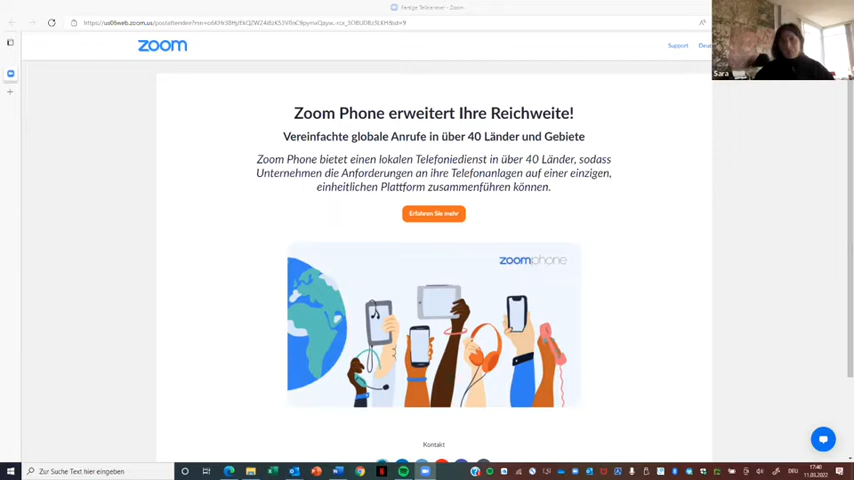 Fertige Teilnehmer - Zoom
zoom
Support
Sara
Zoom Phone erweitert Ihre Reichweite!
Vereinfachte globale Anrufe in über 40 Länder und Gebiete
Zoom Phone bietet einen lokalen Telefoniedienst in über 40 Länder, sodass
Unternehmen die Anforderungen an ihre Telefonanlagen auf einer einzigen,
einheitlichen Plattform zusammenführen können.
Erfahren Sie mehr
zoomphone
Kontakt
Zur Suche Text hier eingeben
DEU
17:40
11.03.2022